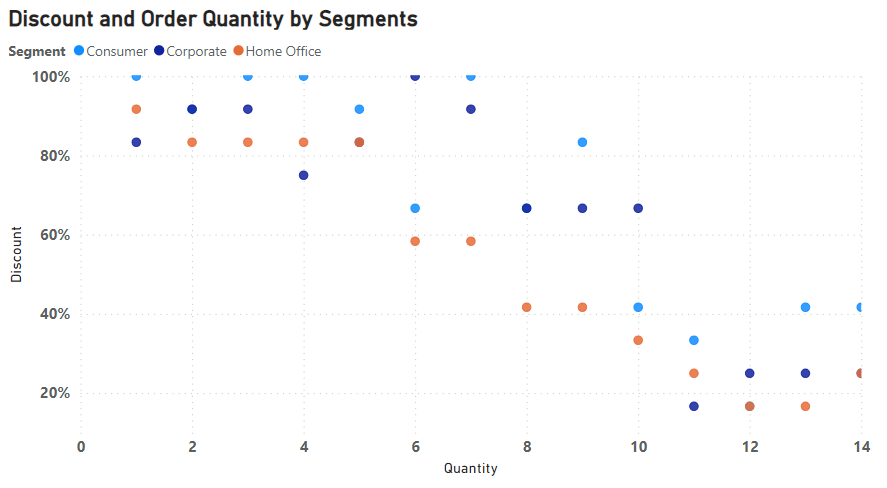 Discount and Order Quantity by Segments
Segment Consumer Corporate Home Office
100%
80%
60%
40%
20%
Discount
0 2 4 6 8 10 12 14
Quantity